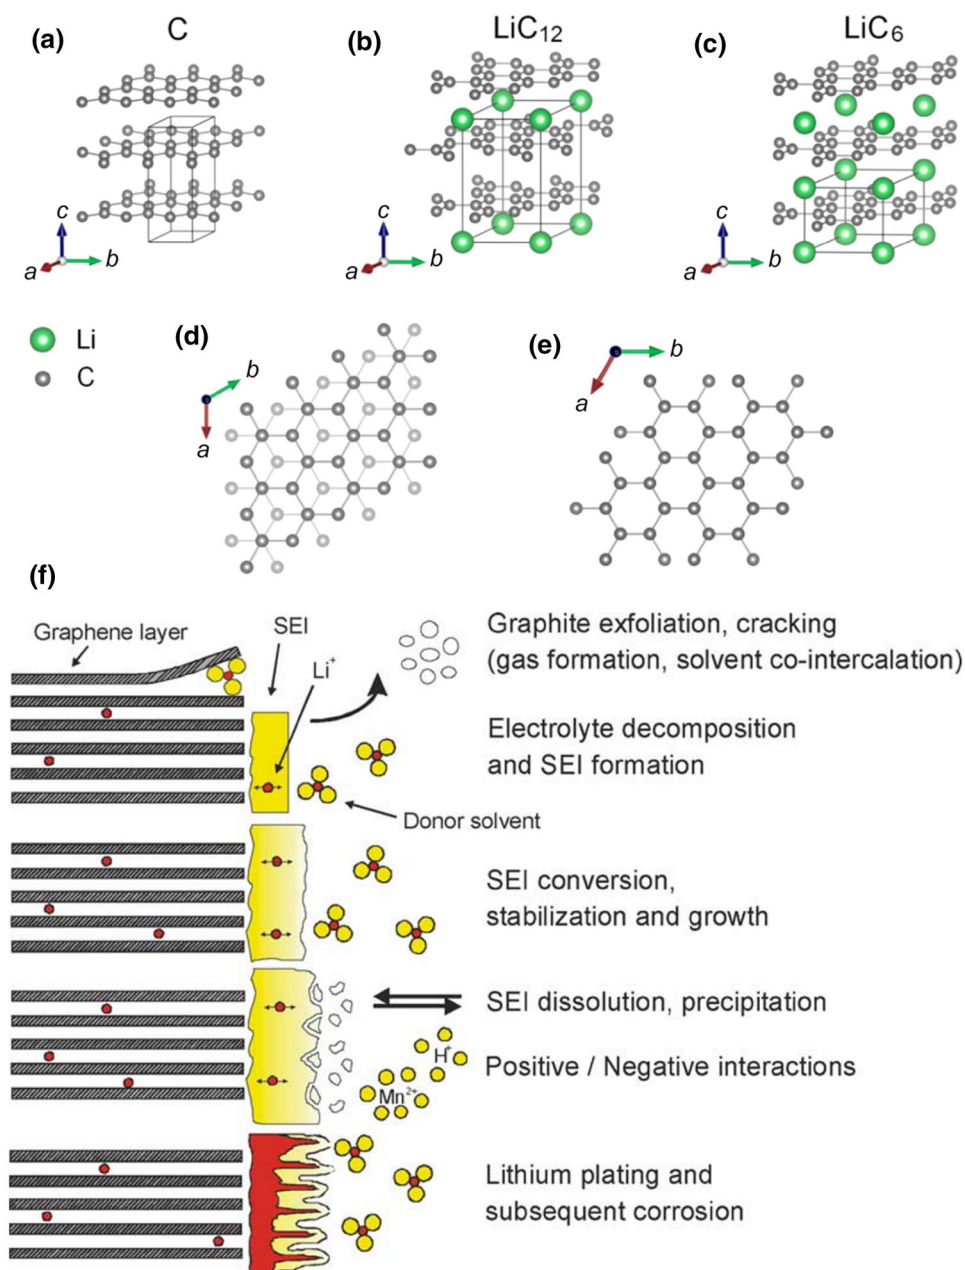 (a)
C
(b)
LiC₁₂
(c)
LiC₆
c
a
b
c
a
b
c
a
b
Li
C
(d)
b
a
(e)
b
a
(f)
Graphene layer
SEI
Li⁺
Graphite exfoliation, cracking
(gas formation, solvent co-intercalation)
Electrolyte decomposition
and SEI formation
Donor solvent
SEI conversion,
stabilization and growth
SEI dissolution, precipitation
H⁺
Positive / Negative interactions
Mn²⁺
Lithium plating and
subsequent corrosion